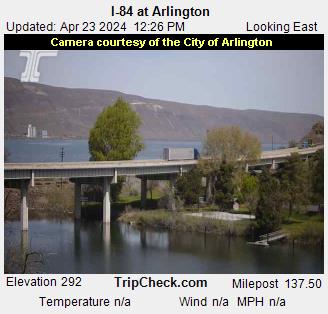 I-84 at Arlington
Updated: Apr 23 2024 12:26 PM Looking East
Camera courtesy of the City of Arlington
Elevation 292 TripCheck.com Milepost 137.50
Temperature n/a Wind n/a MPH n/a